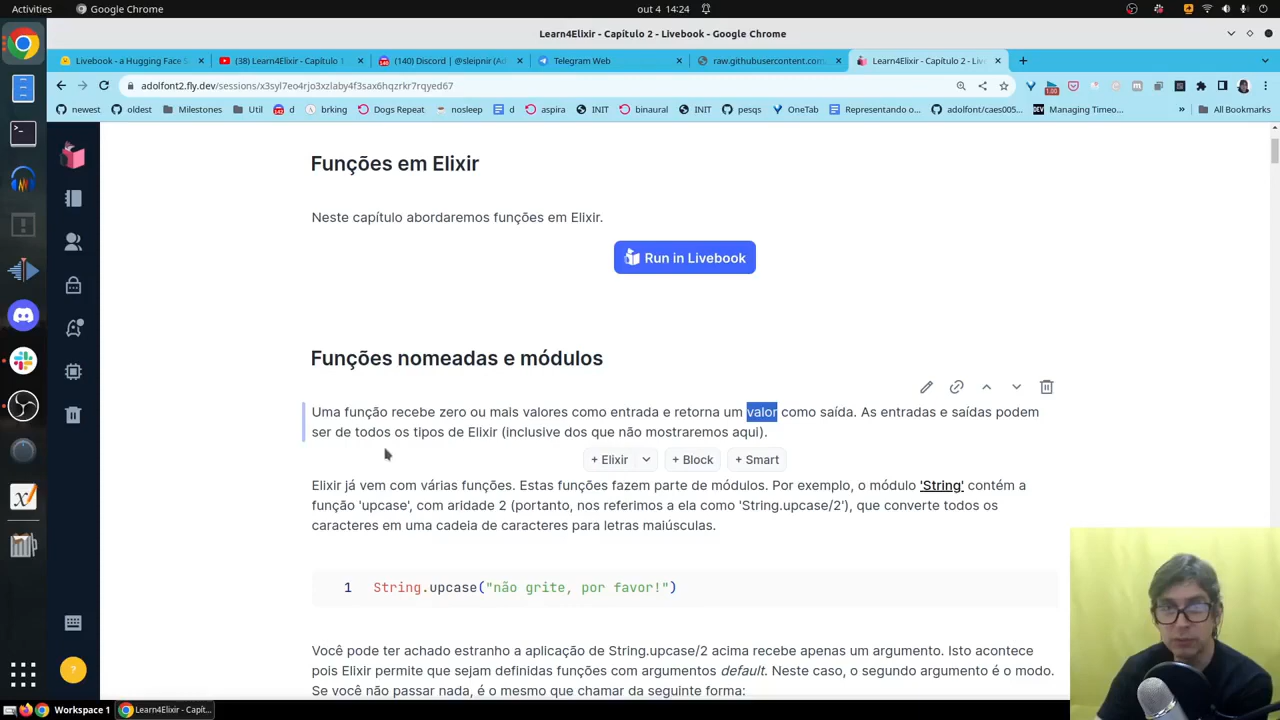 Activities
Google Chrome
out 4 14:24
Learn4Elixir - Capítulo 2 - Livebook - Google Chrome
Livebook - a Hugging Face S
(38) Learn4Elixir - Capítulo 1
(140) Discord | @sleipnir (Ad
Telegram Web
raw.githubusercontent.com
Learn4Elixir - Capítulo 2 - Live
adolfont2.fly.dev/sessions/x3syl7eo4rjo3xzlaby4f3sax6hqzrkr7rqyed67
1.00
newest
oldest
Milestones
Util
d
brking
Dogs Repeat
nosleep
d
aspira
INIT
binaural
INIT
pesqs
OneTab
Representando o...
adolfont/caes005...
Managing Timeo...
»
All Bookmarks
Funções em Elixir
Neste capítulo abordaremos funções em Elixir.
Run in Livebook
Funções nomeadas e módulos
Uma função recebe zero ou mais valores como entrada e retorna um valor como saída. As entradas e saídas podem
ser de todos os tipos de Elixir (inclusive dos que não mostraremos aqui).
+ Elixir
+ Block
+ Smart
Elixir já vem com várias funções. Estas funções fazem parte de módulos. Por exemplo, o módulo 'String' contém a
função 'upcase', com aridade 2 (portanto, nos referimos a ela como 'String.upcase/2'), que converte todos os
caracteres em uma cadeia de caracteres para letras maiúsculas.
1 String.upcase("não grite, por favor!")
Você pode ter achado estranho a aplicação de String.upcase/2 acima recebe apenas um argumento. Isto acontece
pois Elixir permite que sejam definidas funções com argumentos default. Neste caso, o segundo argumento é o modo.
Se você não passar nada, é o mesmo que chamar da seguinte forma:
?
Workspace 1
Learn4Elixir - Capít...